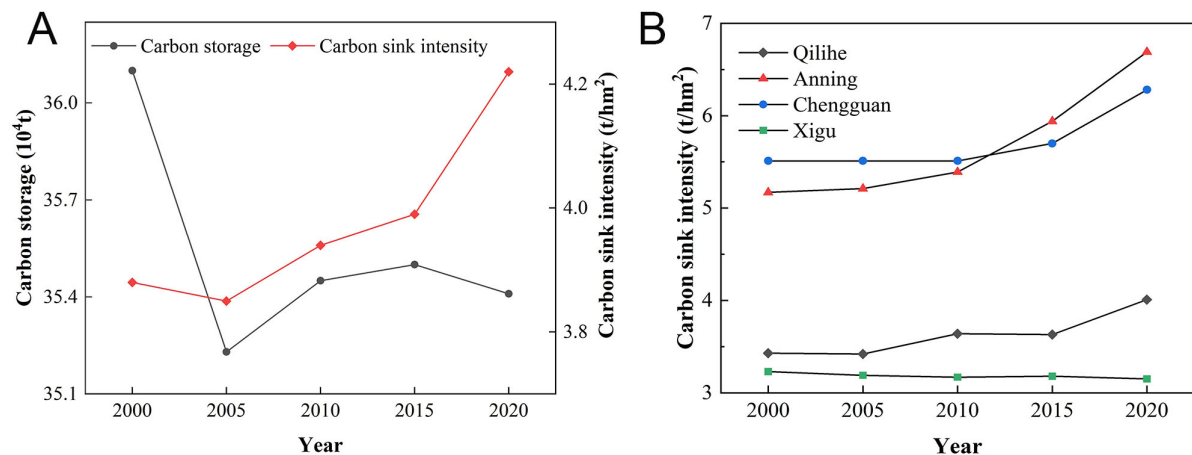 A
Carbon storage
Carbon sink intensity
36.0
35.7
35.4
35.1
Carbon storage (10⁴t)
4.2
4.0
3.8
Carbon sink intensity (t/hm²)
2000 2005 2010 2015 2020
Year
B
Qilihe
Anning
Chengguan
Xigu
7
6
5
4
3
Carbon sink intensity (t/hm²)
2000 2005 2010 2015 2020
Year